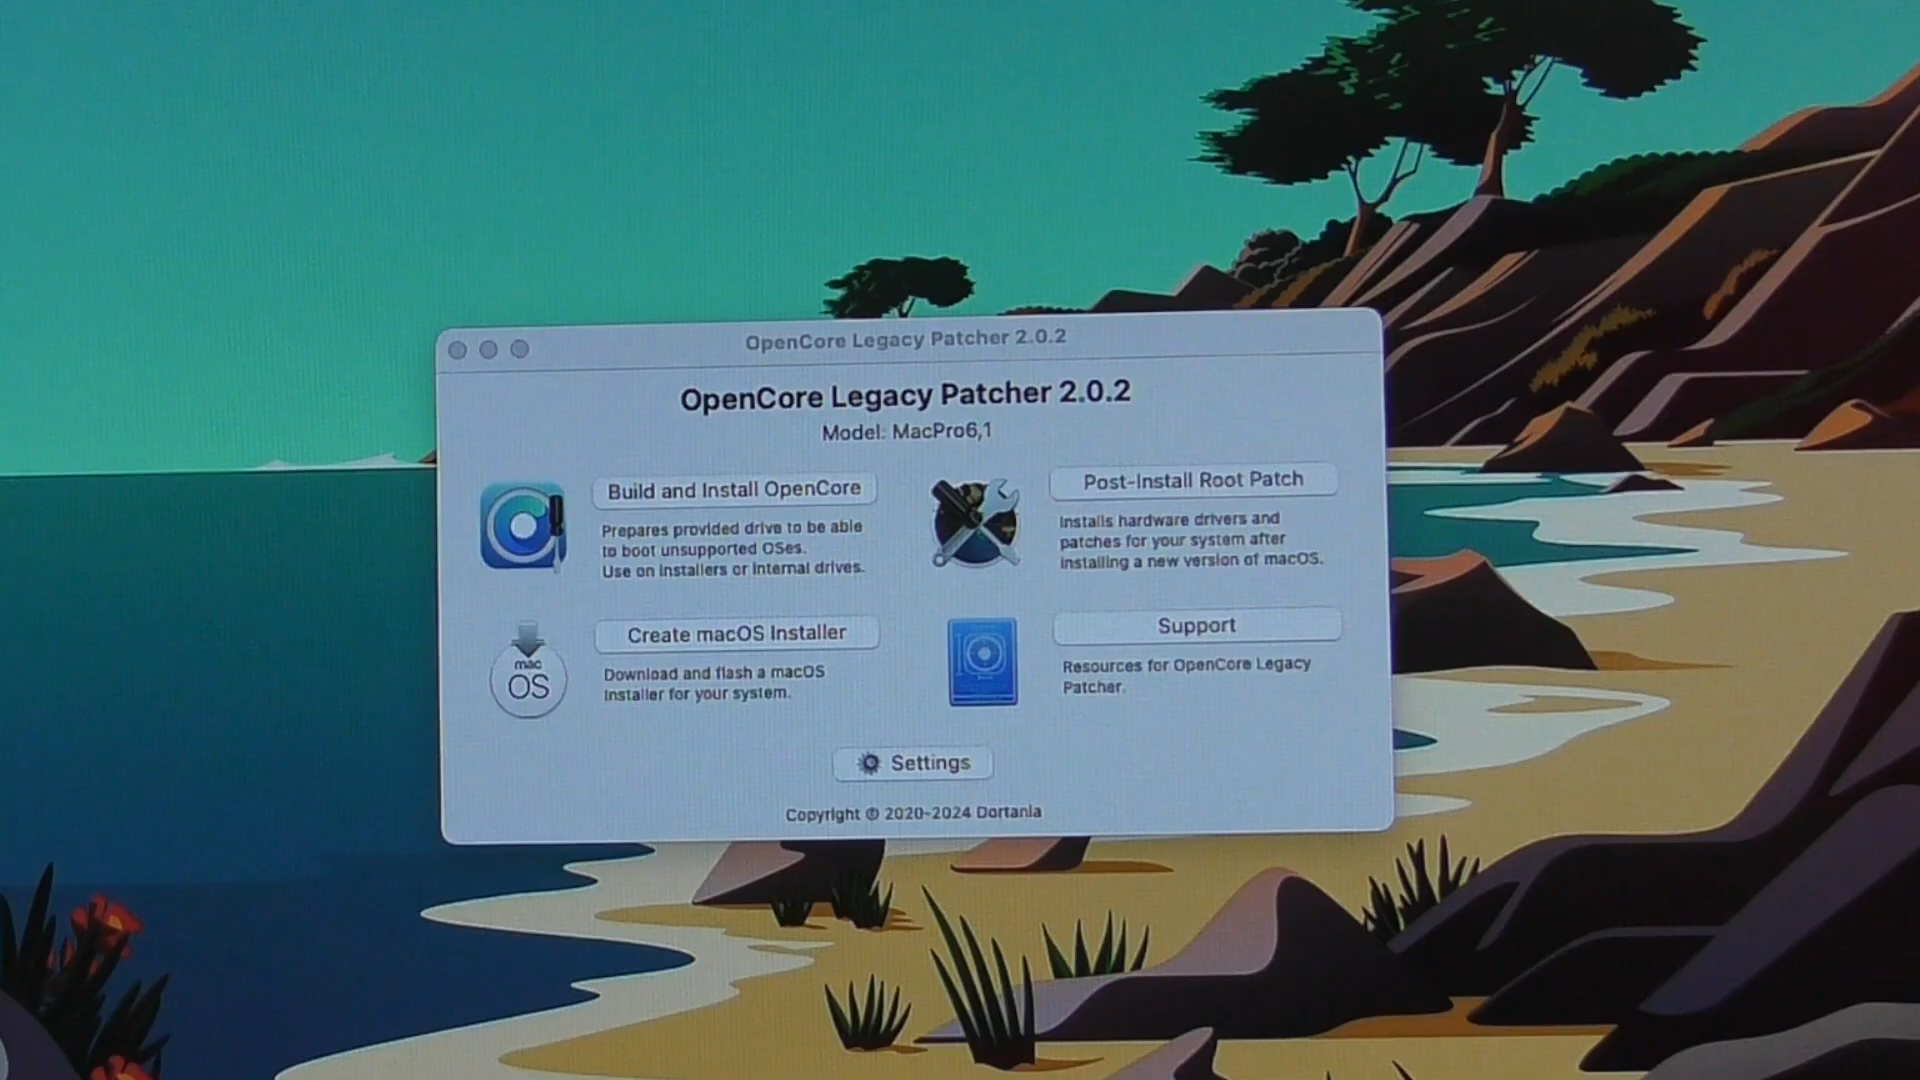 OpenCore Legacy Patcher 2.0.2
OpenCore Legacy Patcher 2.0.2
Model: MacPro6,1
Build and Install OpenCore
Prepares provided drive to be able
to boot unsupported OSes.
Use on installers or internal drives.
Post-Install Root Patch
Installs hardware drivers and
patches for your system after
installing a new version of macOS.
mac
OS
Create macOS Installer
Download and flash a macOS
Installer for your system.
Support
Resources for OpenCore Legacy
Patcher.
Settings
Copyright © 2020-2024 Dortania